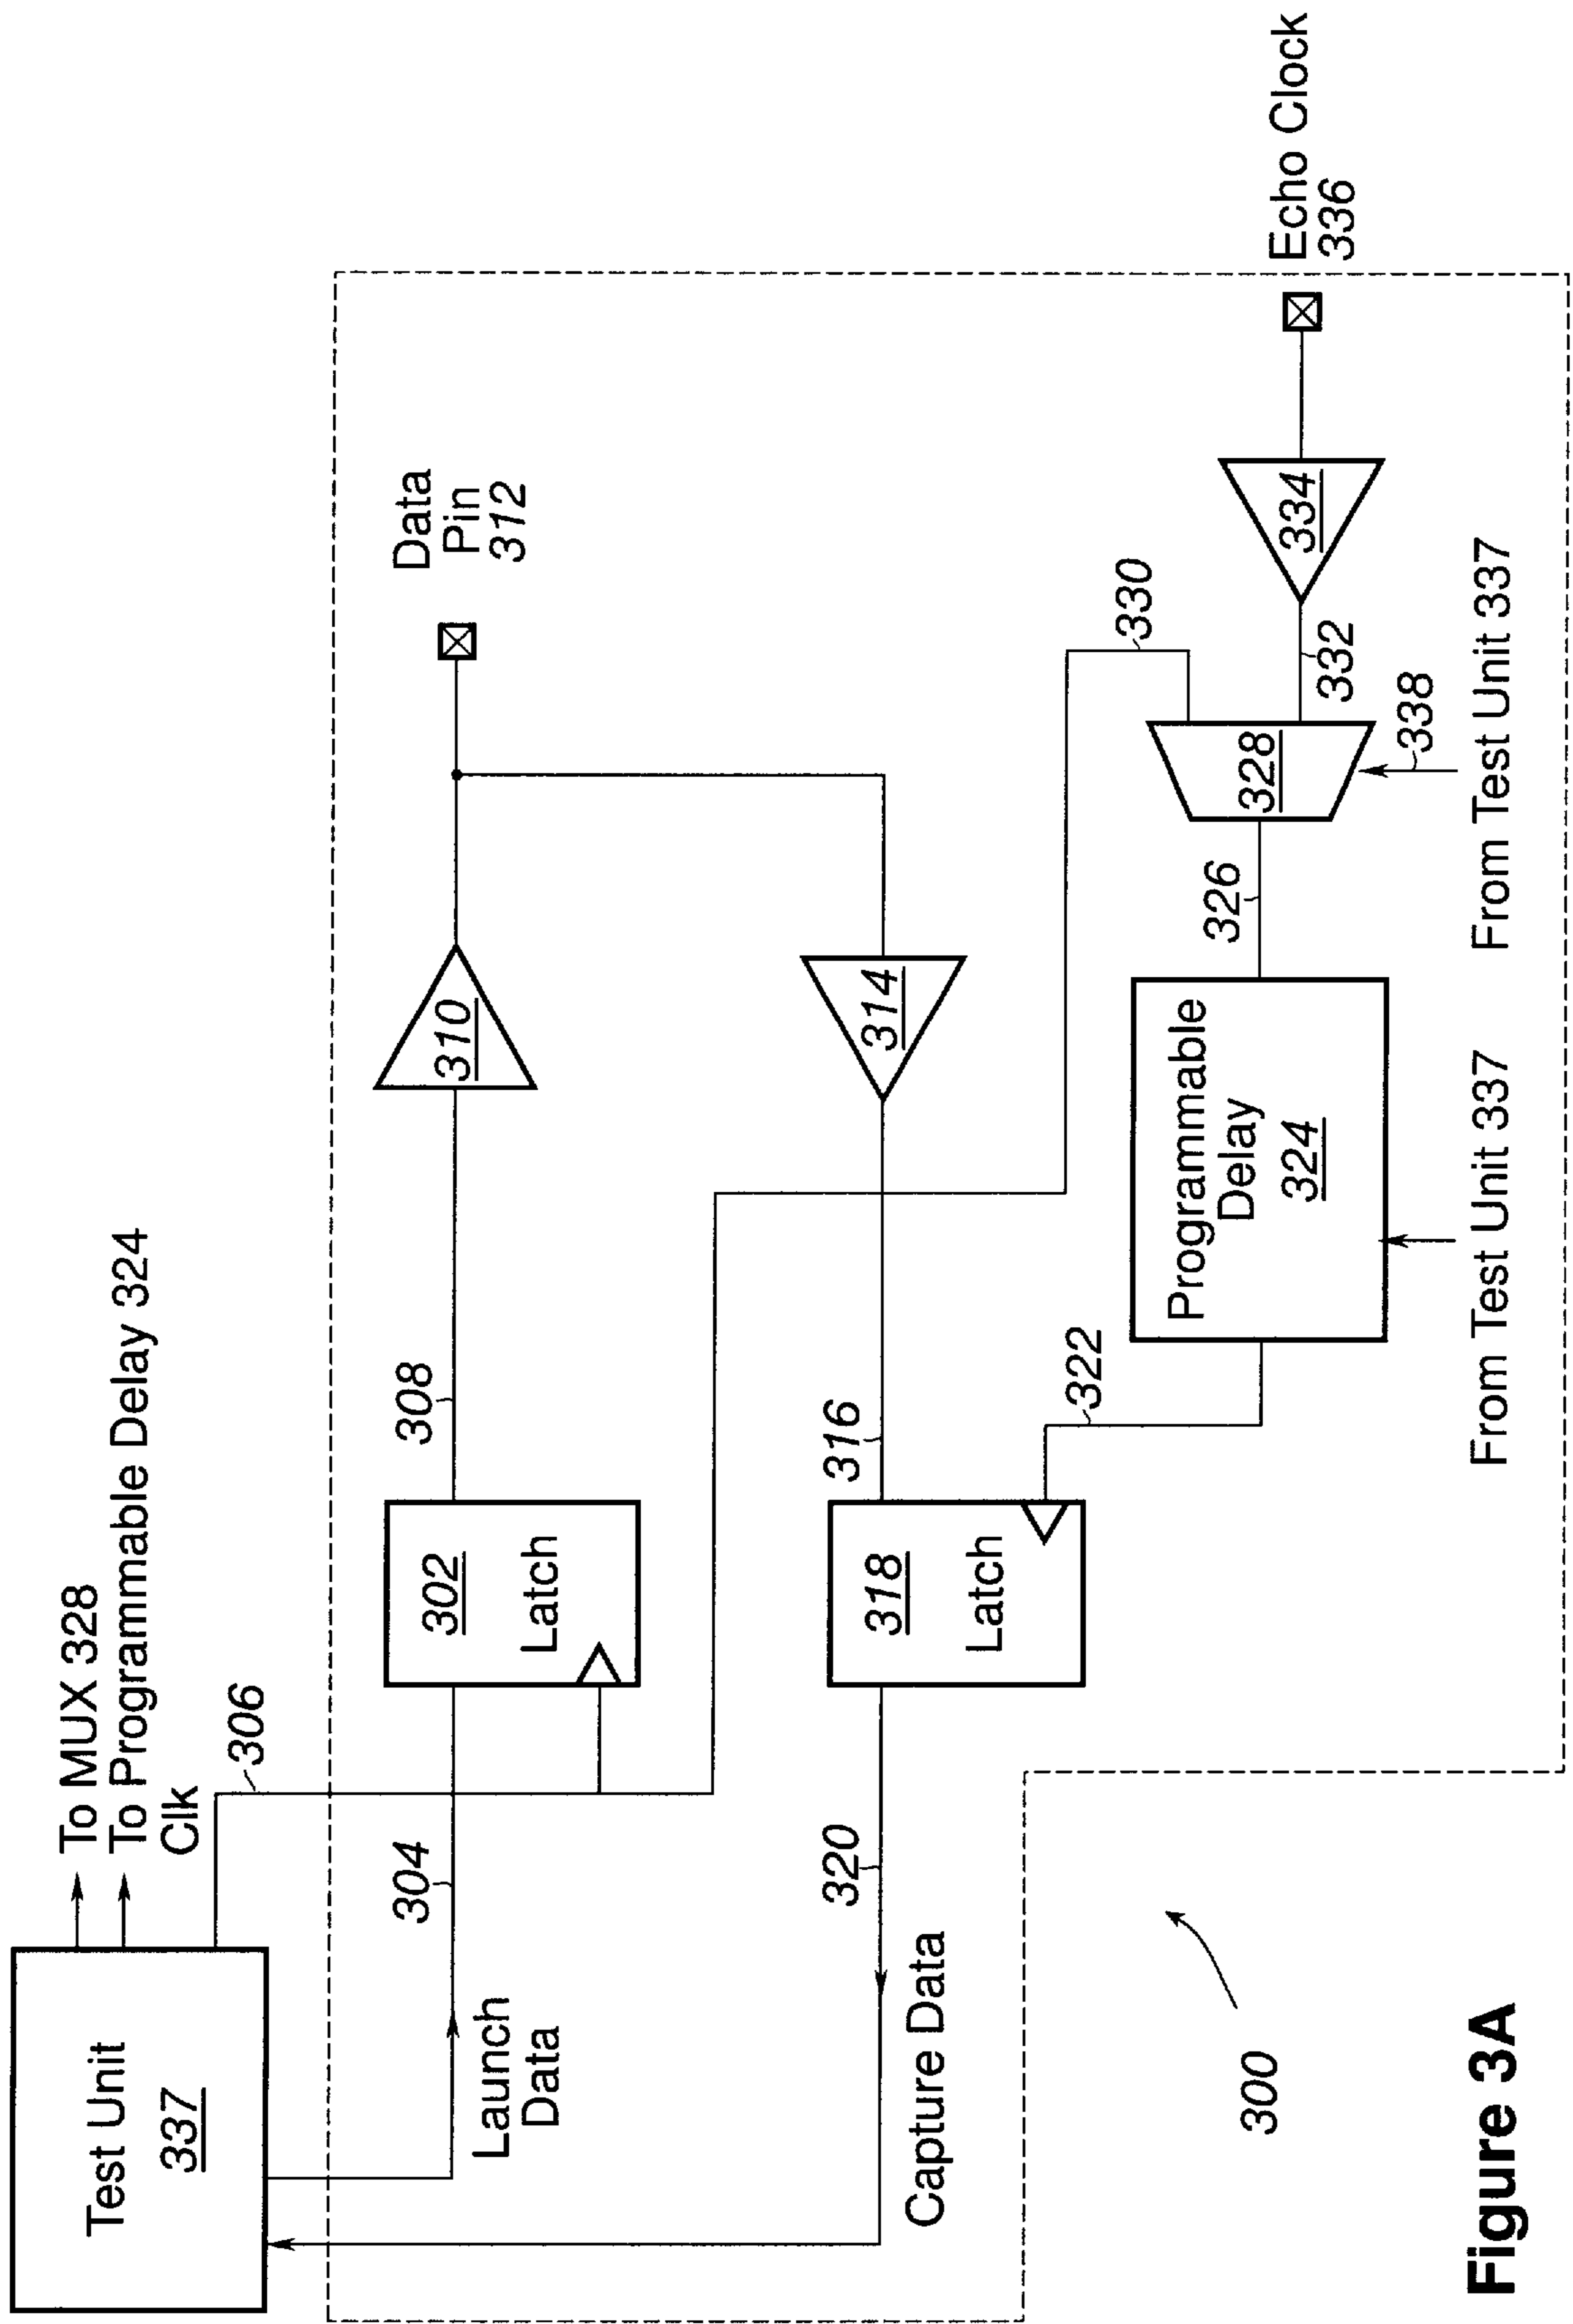 Test Unit
337
To MUX 328
To Programmable Delay 324
Clk
306
Launch
Data
304
302
Latch
308
310
Data
Pin
312
Capture Data
320
318
Latch
316
314
322
Programmable
Delay
324
326
328
330
332
334
Echo Clock
336
338
From Test Unit 337
From Test Unit 337
300
Figure 3A